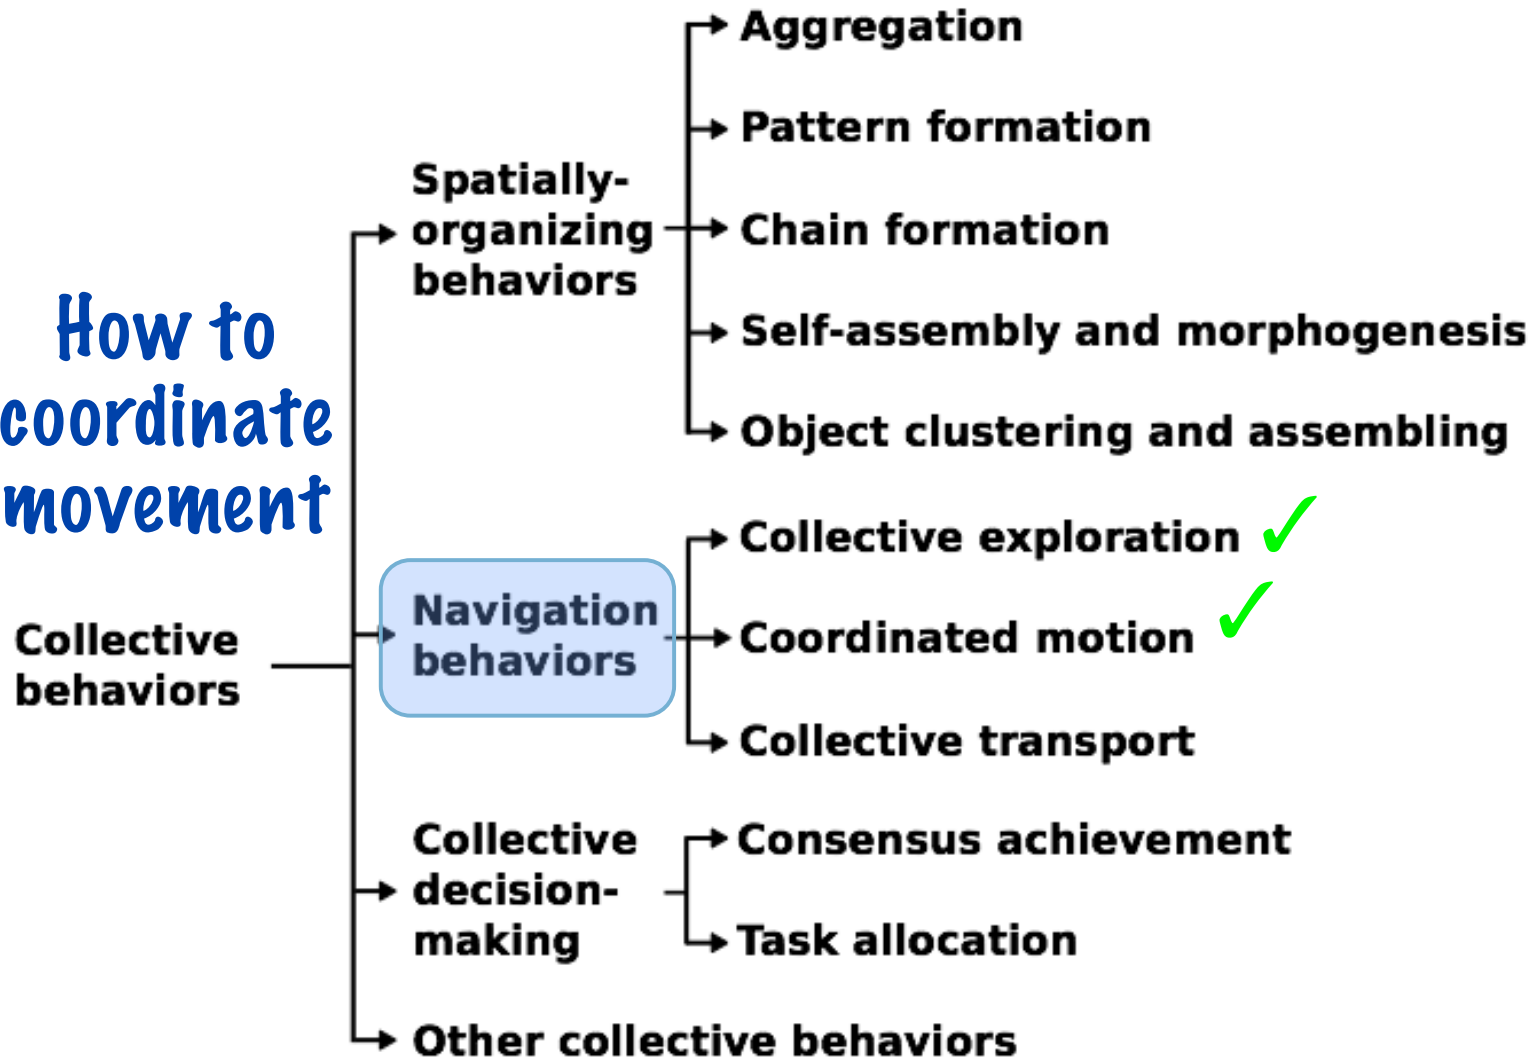 Aggregation
Pattern formation
Spatially-
organizing
behaviors
Chain formation
Self-assembly and morphogenesis
Object clustering and assembling
How to
coordinate
movement
Collective exploration
Navigation
behaviors
Coordinated motion
Collective
behaviors
Collective transport
Collective
decision-
making
Consensus achievement
Task allocation
Other collective behaviors